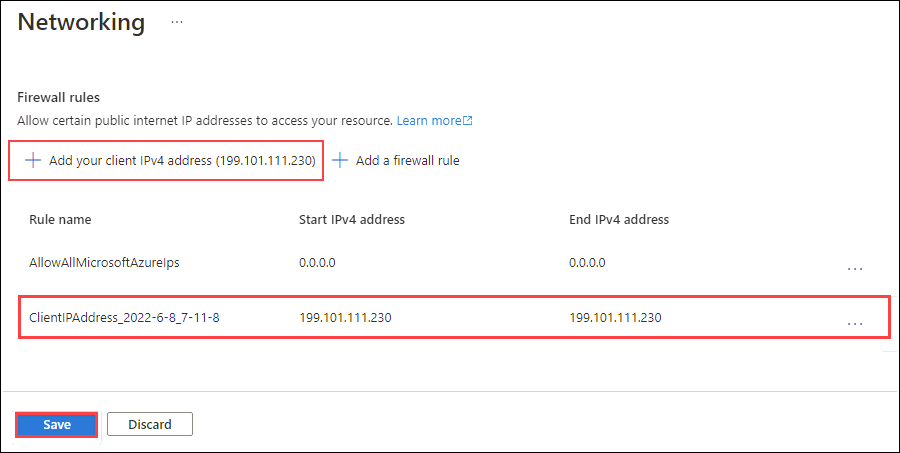 Networking ...
Firewall rules
Allow certain public internet IP addresses to access your resource. Learn more
+ Add your client IPv4 address (199.101.111.230) + Add a firewall rule
Rule name Start IPv4 address End IPv4 address
AllowAllMicrosoftAzureIps 0.0.0.0 0.0.0.0 ...
ClientIPAddress_2022-6-8_7-11-8 199.101.111.230 199.101.111.230 ...
Save Discard